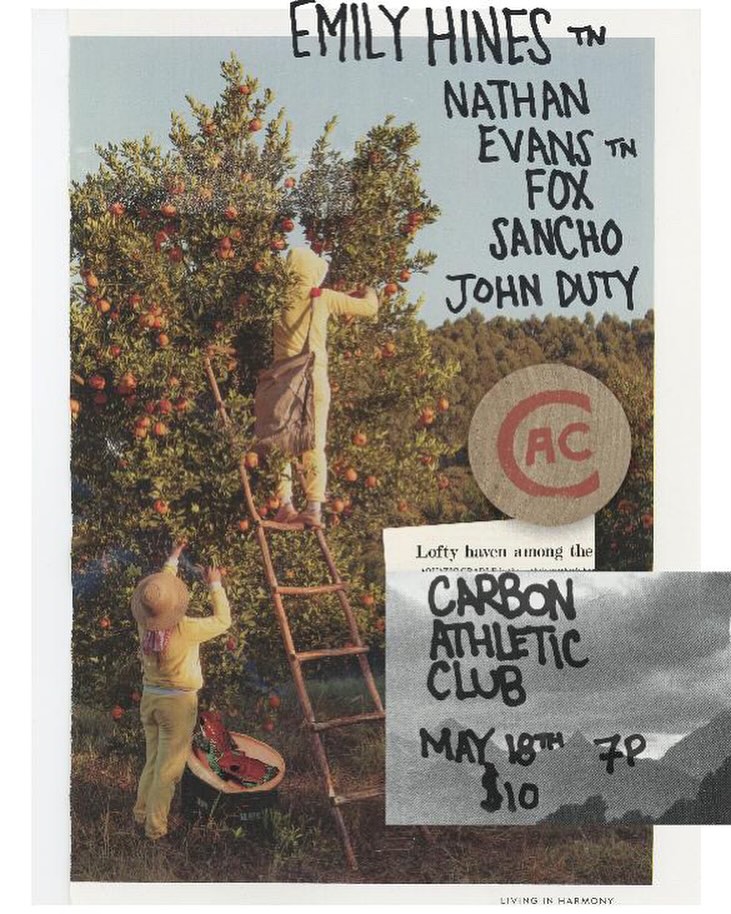 EMILY HINES TN
NATHAN
EVANS TN
FOX
SANCHO
JOHN DUTY
CAC
Lofty haven among the
CARBON
ATHLETIC
CLUB
MAY 18TH 7P
$10
LIVING IN HARMONY